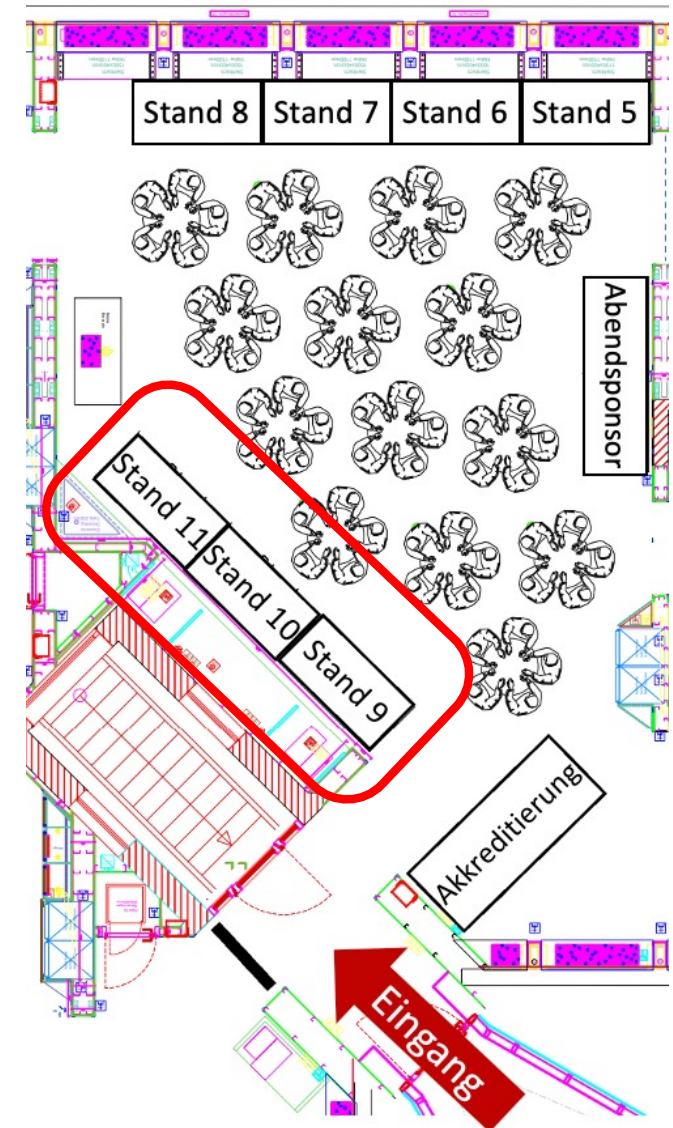 Stand 8
Stand 7
Stand 6
Stand 5
Abendsponsor
Stand 11
Stand 10
Stand 9
Akkreditierung
Eingang